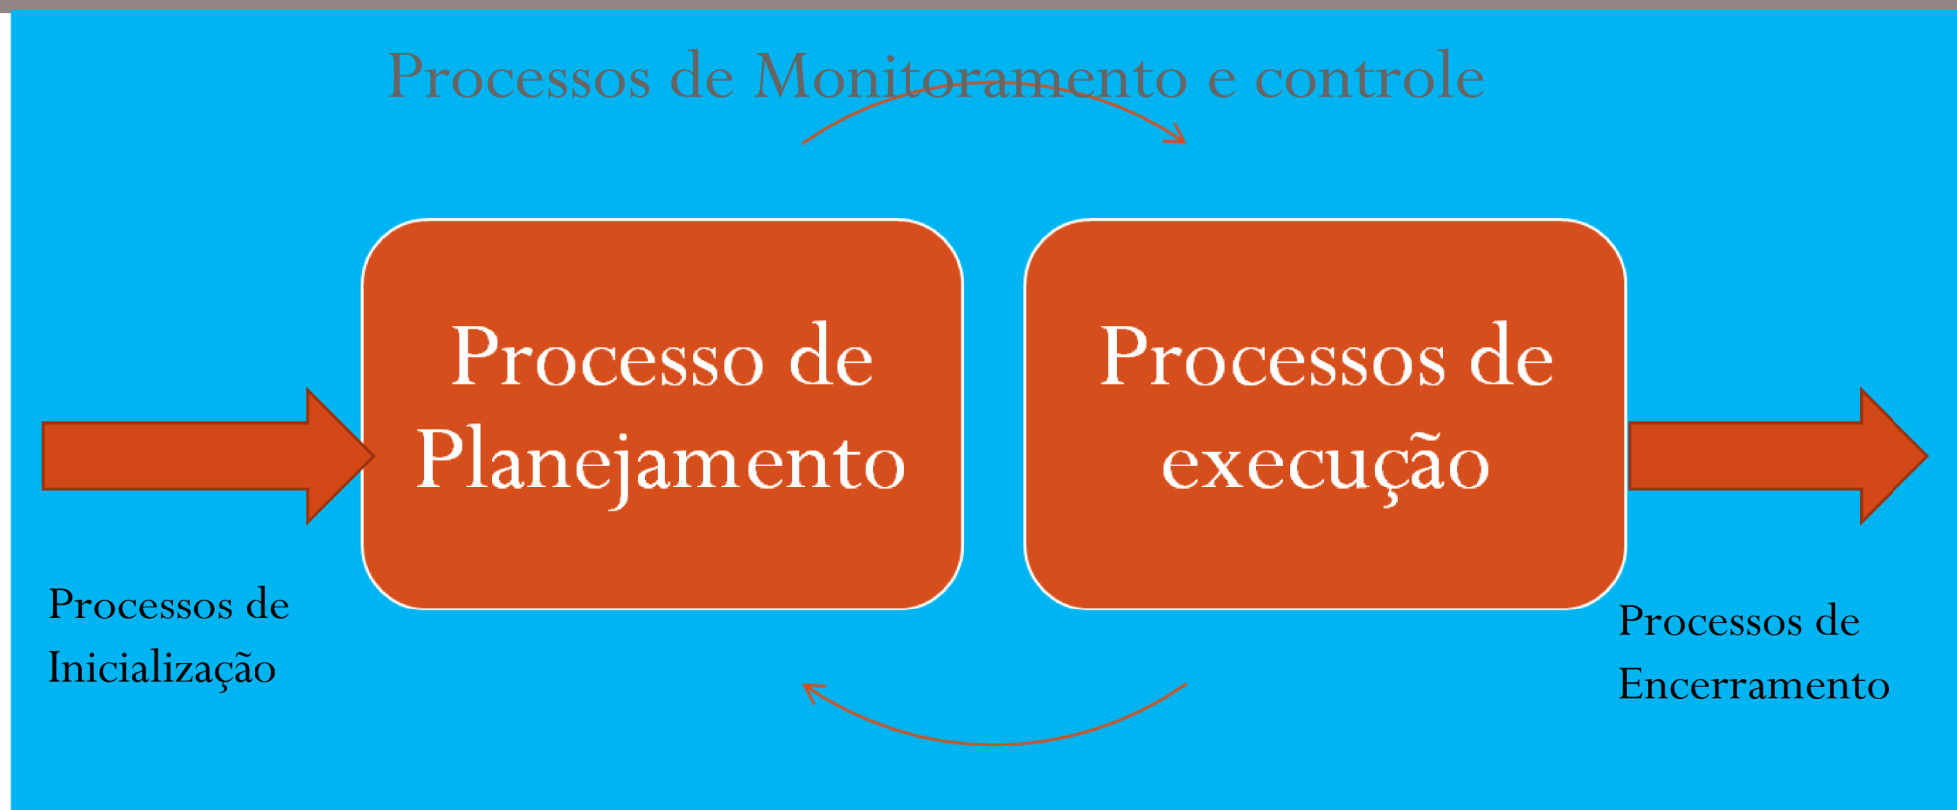 Processos de Monitoramento e controle
Processo de
Planejamento
Processos de
execução
Processos de
Inicialização
Processos de
Encerramento